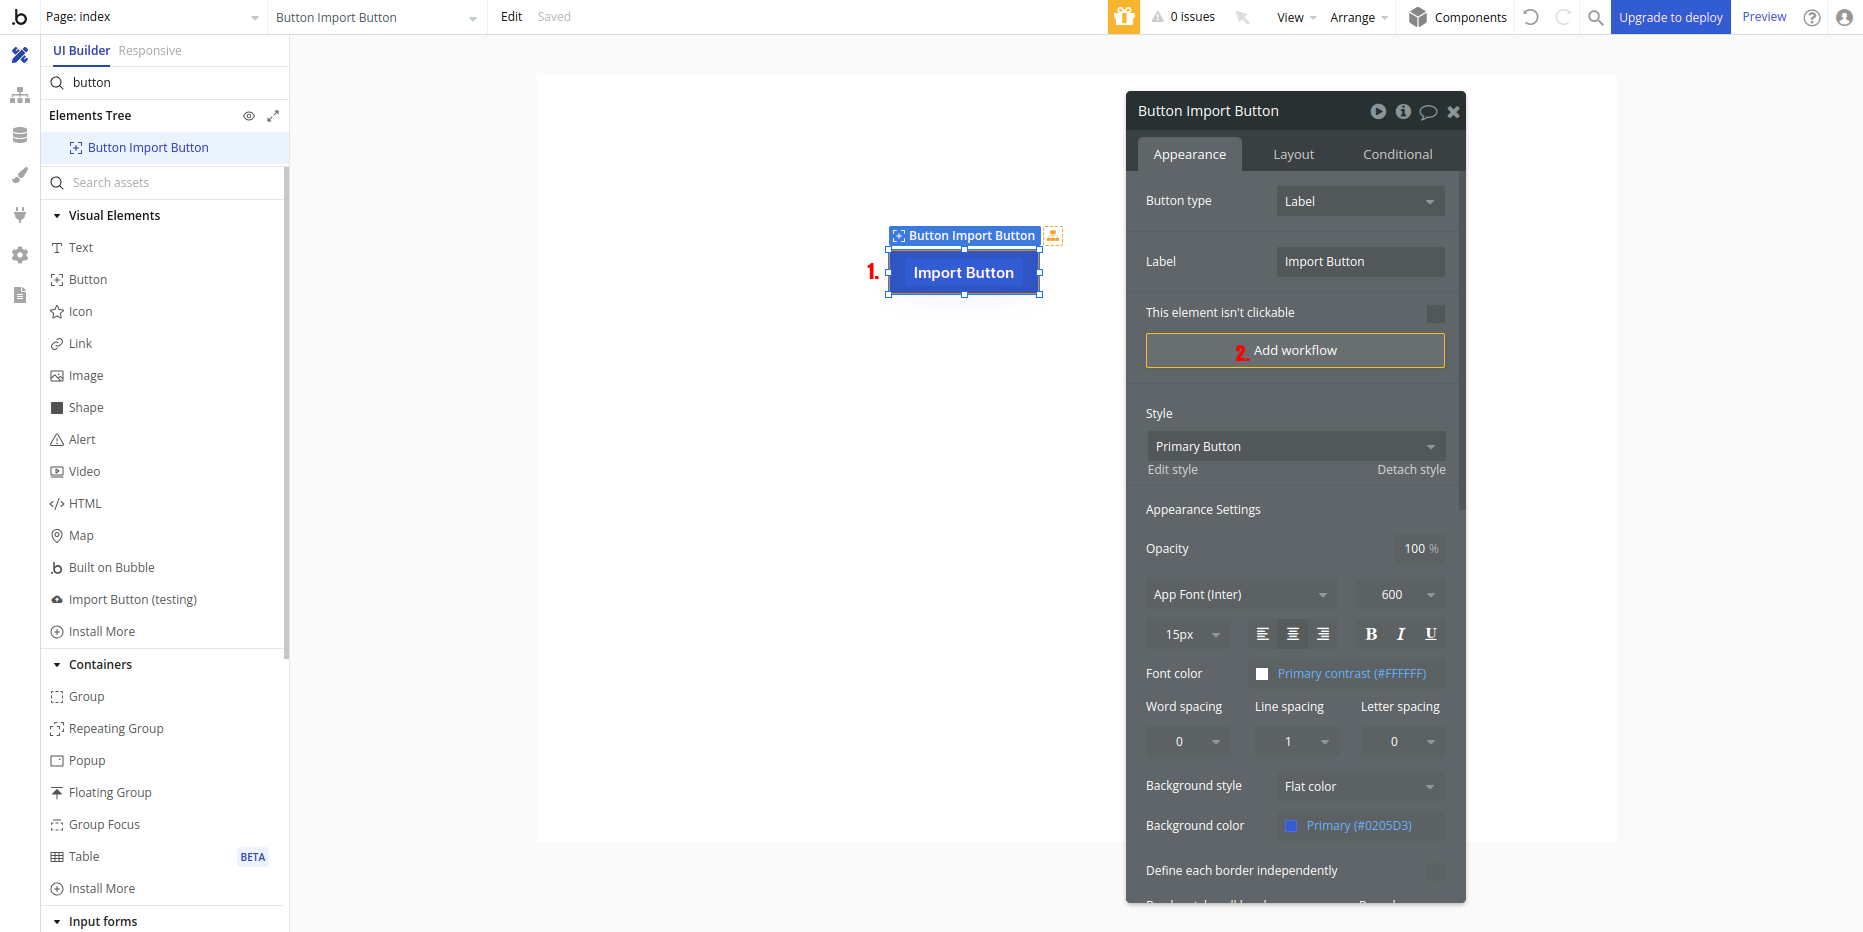 .b Page: index
Button Import Button
Edit Saved
0 issues
View
Arrange
Components
Upgrade to deploy
Preview
UI Builder Responsive
button
Elements Tree
Button Import Button
Search assets
Visual Elements
Text
Button
Icon
Link
Image
Shape
Alert
Video
HTML
Map
Built on Bubble
Import Button (testing)
Install More
Containers
Group
Repeating Group
Popup
Floating Group
Group Focus
Table BETA
Install More
Input forms
Button Import Button
1. Import Button
Button Import Button
Appearance Layout Conditional
Button type Label
Label Import Button
This element isn't clickable
2. Add workflow
Style
Primary Button
Edit style Detach style
Appearance Settings
Opacity 100 %
App Font (Inter) 600
15px B I U
Font color Primary contrast (#FFFFFF)
Word spacing Line spacing Letter spacing
0 1 0
Background style Flat color
Background color Primary (#0205D3)
Define each border independently